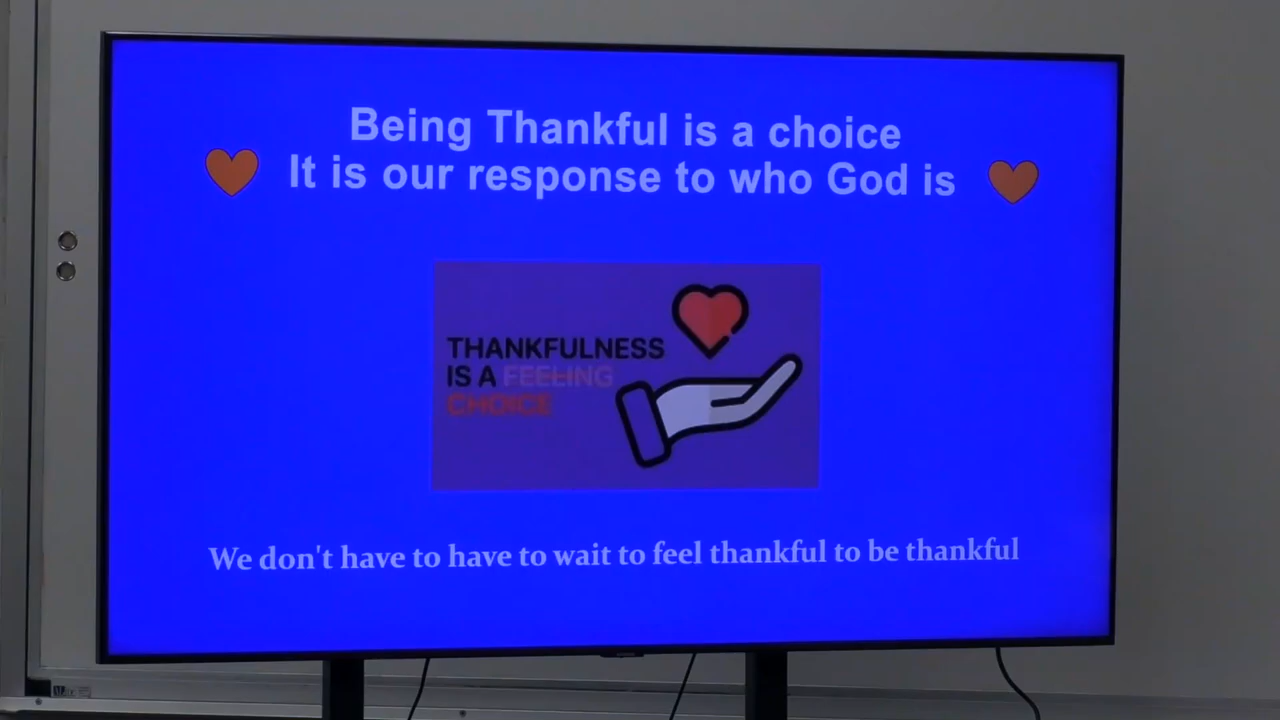 Being Thankful is a choice
It is our response to who God is
THANKFULNESS
IS A FEELING
CHOICE
We don't have to have to wait to feel thankful to be thankful